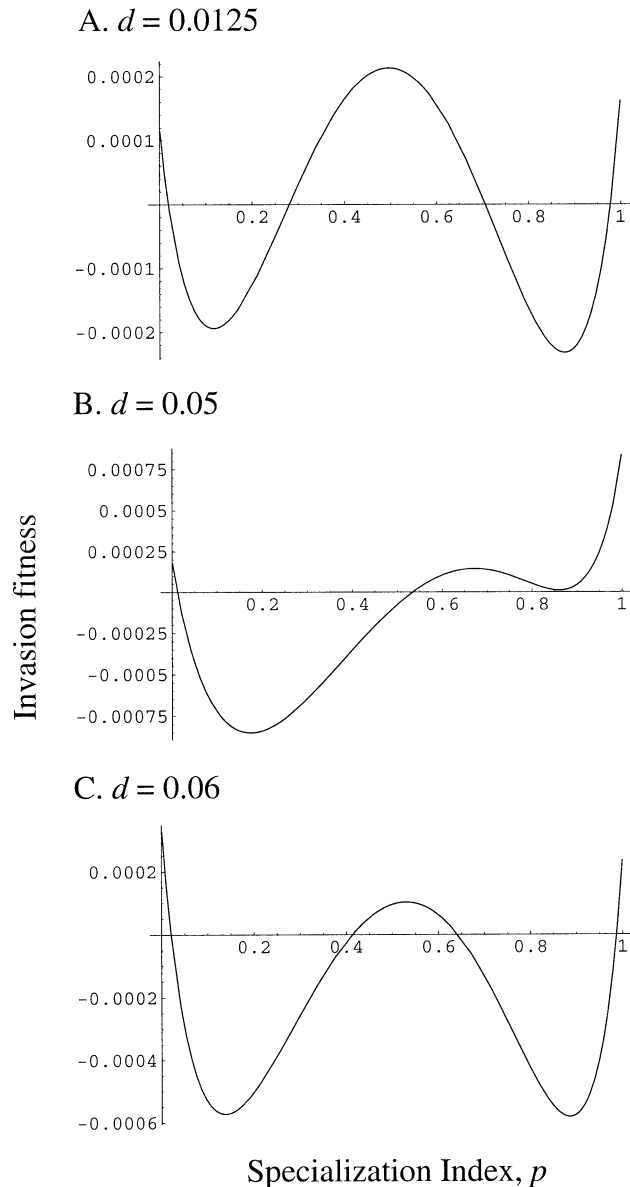 A. d = 0.0125
0.0002
0.0001
0.2 0.4 0.6 0.8 1
-0.0001
-0.0002
B. d = 0.05
0.00075
0.0005
0.00025
0.2 0.4 0.6 0.8 1
-0.00025
-0.0005
-0.00075
Invasion fitness
C. d = 0.06
0.0002
0.2 0.4 0.6 0.8 1
-0.0002
-0.0004
-0.0006
Specialization Index, p